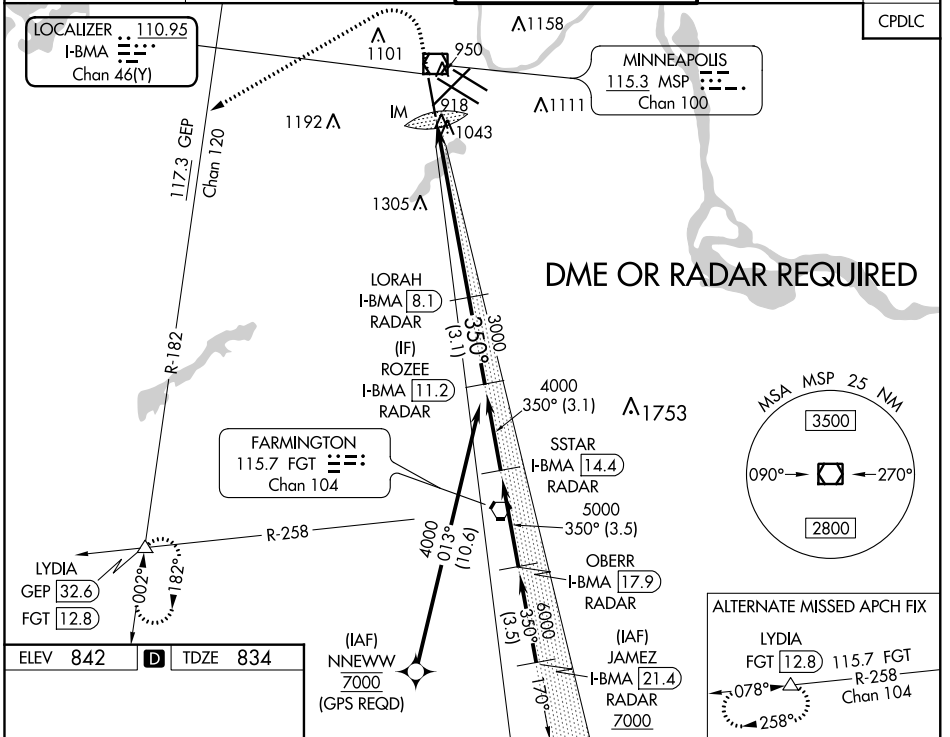 LOCALIZER 110.95
I-BMA
Chan 46(Y)
1101
1158
950
MINNEAPOLIS
115.3 MSP
Chan 100
CPDLC
117.3 GEP
Chan 120
1192
IM
918
1043
1111
1305
DME OR RADAR REQUIRED
LORAH
I-BMA 8.1
RADAR
350°
(3.1)
3000
(IF)
ROZEE
I-BMA 11.2
RADAR
4000
350° (3.1)
1753
MSA MSP 25 NM
3500
090°
270°
2800
R-182
FARMINGTON
115.7 FGT
Chan 104
SSTAR
I-BMA 14.4
RADAR
5000
350° (3.5)
R-258
4000
013°
(10.6)
LYDIA
GEP 32.6
FGT 12.8
002°
182°
OBERR
I-BMA 17.9
RADAR
6000
350°
(3.5)
(IAF)
NNEWW
7000
(GPS REQD)
(IAF)
JAMEZ
I-BMA 21.4
RADAR
7000
170°
ALTERNATE MISSED APCH FIX
LYDIA
FGT 12.8 115.7 FGT
R-258
Chan 104
078°
258°
ELEV 842 D TDZE 834